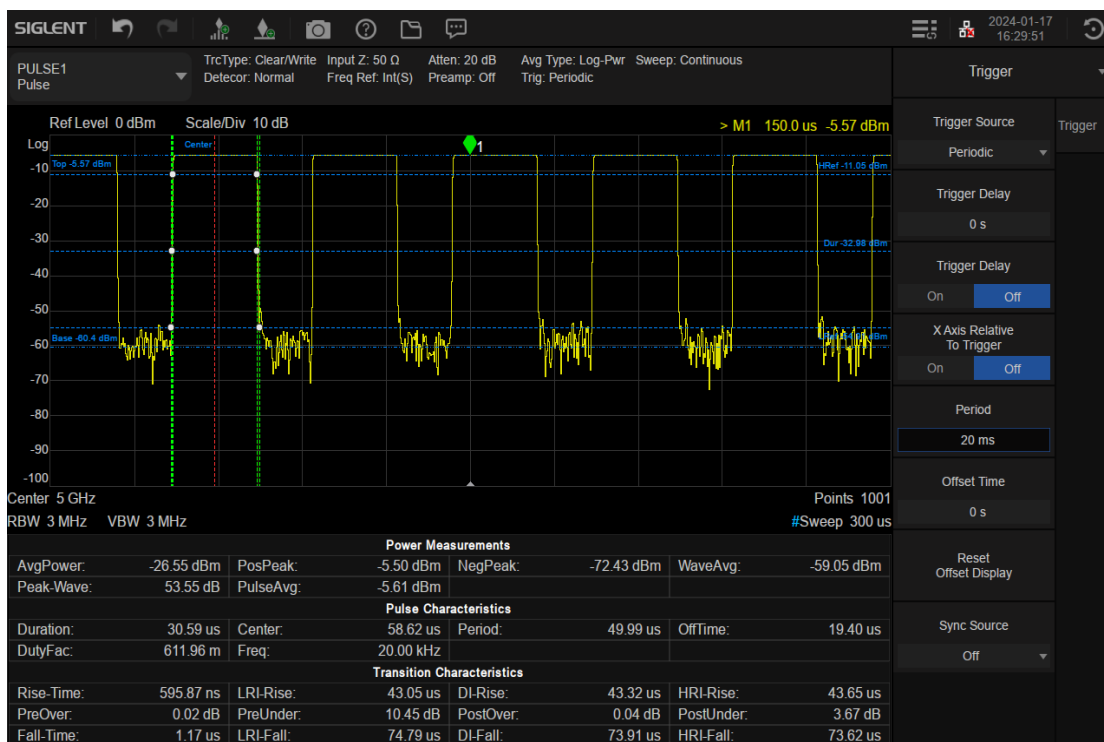 SIGLENT
2024-01-17
16:29:51
PULSE1
Pulse
TrcType: Clear/Write Input Z: 50 Ω Atten: 20 dB Avg Type: Log-Pwr Sweep: Continuous
Detecor: Normal Freq Ref: Int(S) Preamp: Off Trig: Periodic
Trigger
Trigger
Ref Level 0 dBm Scale/Div 10 dB > M1 150.0 us -5.57 dBm
Log
Center
1
Top -5.57 dBm
HRef -11.05 dBm
-10
-20
-30
Dur -32.98 dBm
-40
-50
Base -60.4 dBm
-60
-70
-80
-90
-100
Center 5 GHz Points 1001
RBW 3 MHz VBW 3 MHz #Sweep 300 us
Power Measurements
AvgPower: -26.55 dBm PosPeak: -5.50 dBm NegPeak: -72.43 dBm WaveAvg: -59.05 dBm
Peak-Wave: 53.55 dB PulseAvg: -5.61 dBm
Pulse Characteristics
Duration: 30.59 us Center: 58.62 us Period: 49.99 us OffTime: 19.40 us
DutyFac: 611.96 m Freq: 20.00 kHz
Transition Characteristics
Rise-Time: 595.87 ns LRI-Rise: 43.05 us DI-Rise: 43.32 us HRI-Rise: 43.65 us
PreOver: 0.02 dB PreUnder: 10.45 dB PostOver: 0.04 dB PostUnder: 3.67 dB
Fall-Time: 1.17 us LRI-Fall: 74.79 us DI-Fall: 73.91 us HRI-Fall: 73.62 us
Trigger Source
Periodic
Trigger Delay
0 s
Trigger Delay
On Off
X Axis Relative
To Trigger
On Off
Period
20 ms
Offset Time
0 s
Reset
Offset Display
Sync Source
Off